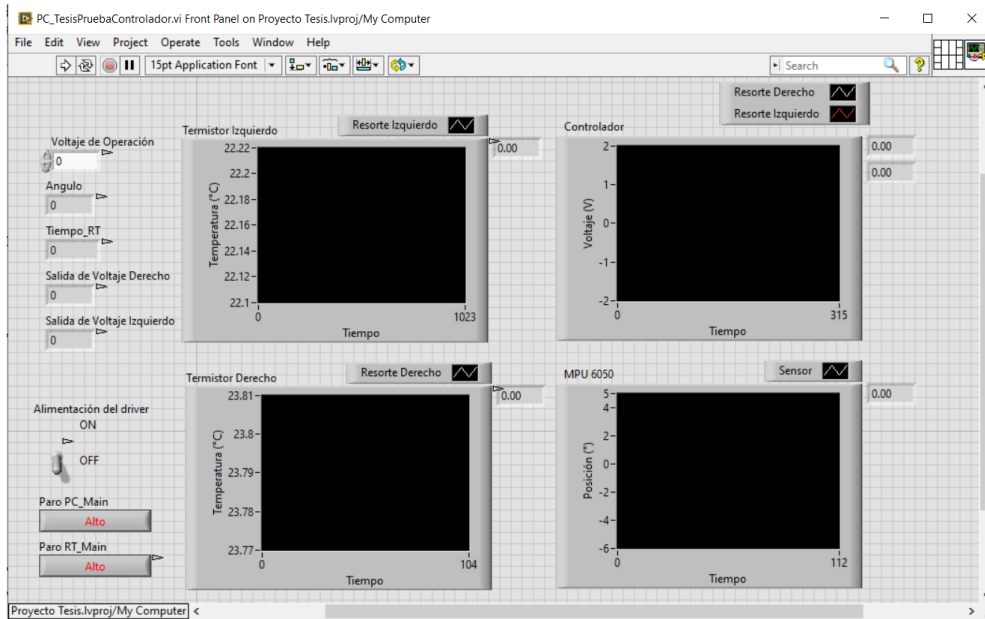 PC_TesisPruebaControlador.vi Front Panel on Proyecto Tesis.lvproj/My Computer
File Edit View Project Operate Tools Window Help
15pt Application Font
Search
Voltaje de Operación
0
Angulo
0
Tiempo_RT
0
Salida de Voltaje Derecho
0
Salida de Voltaje Izquierdo
0
Alimentación del driver
ON
OFF
Paro PC_Main
Alto
Paro RT_Main
Alto
Termistor Izquierdo
Resorte Izquierdo
0.00
Temperatura (°C)
22.22
22.2
22.18
22.16
22.14
22.12
22.1
0 1023
Tiempo
Controlador
Resorte Derecho
Resorte Izquierdo
0.00
0.00
Voltaje (V)
2
1
0
-1
-2
0 315
Tiempo
Termistor Derecho
Resorte Derecho
0.00
Temperatura (°C)
23.81
23.8
23.79
23.78
23.77
0 104
Tiempo
MPU 6050
Sensor
0.00
Posición (°)
5
4
2
0
-2
-4
-6
0 112
Tiempo
Proyecto Tesis.lvproj/My Computer